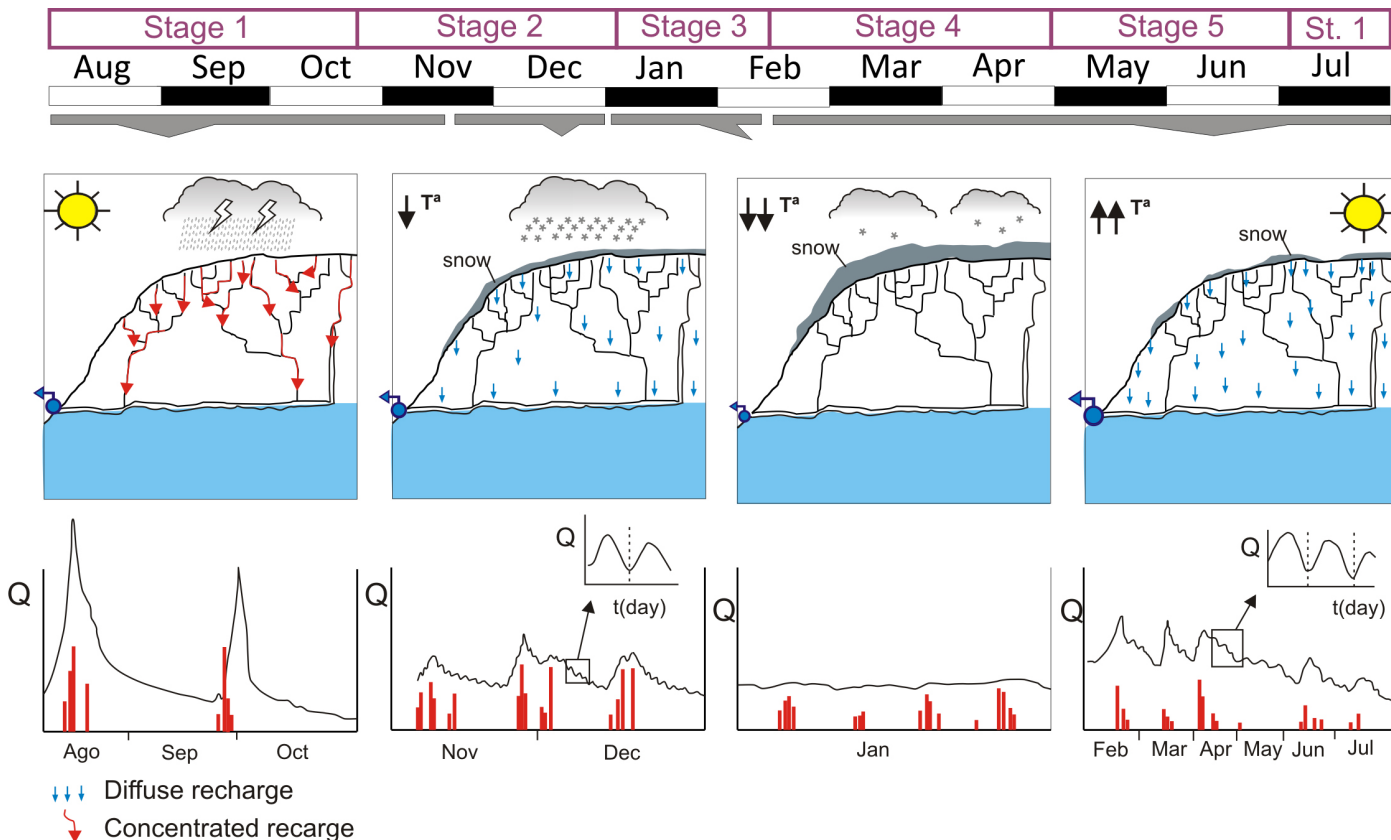 Stage 1 Stage 2 Stage 3 Stage 4 Stage 5 St. 1
Aug Sep Oct Nov Dec Jan Feb Mar Apr May Jun Jul
Tª
snow
Tª
snow
Tª
snow
Q
Ago Sep Oct
Q
Q
t(day)
Nov Dec
Q
Jan
Q
Q
t(day)
Feb Mar Apr May Jun Jul
Diffuse recharge
Concentrated recarge